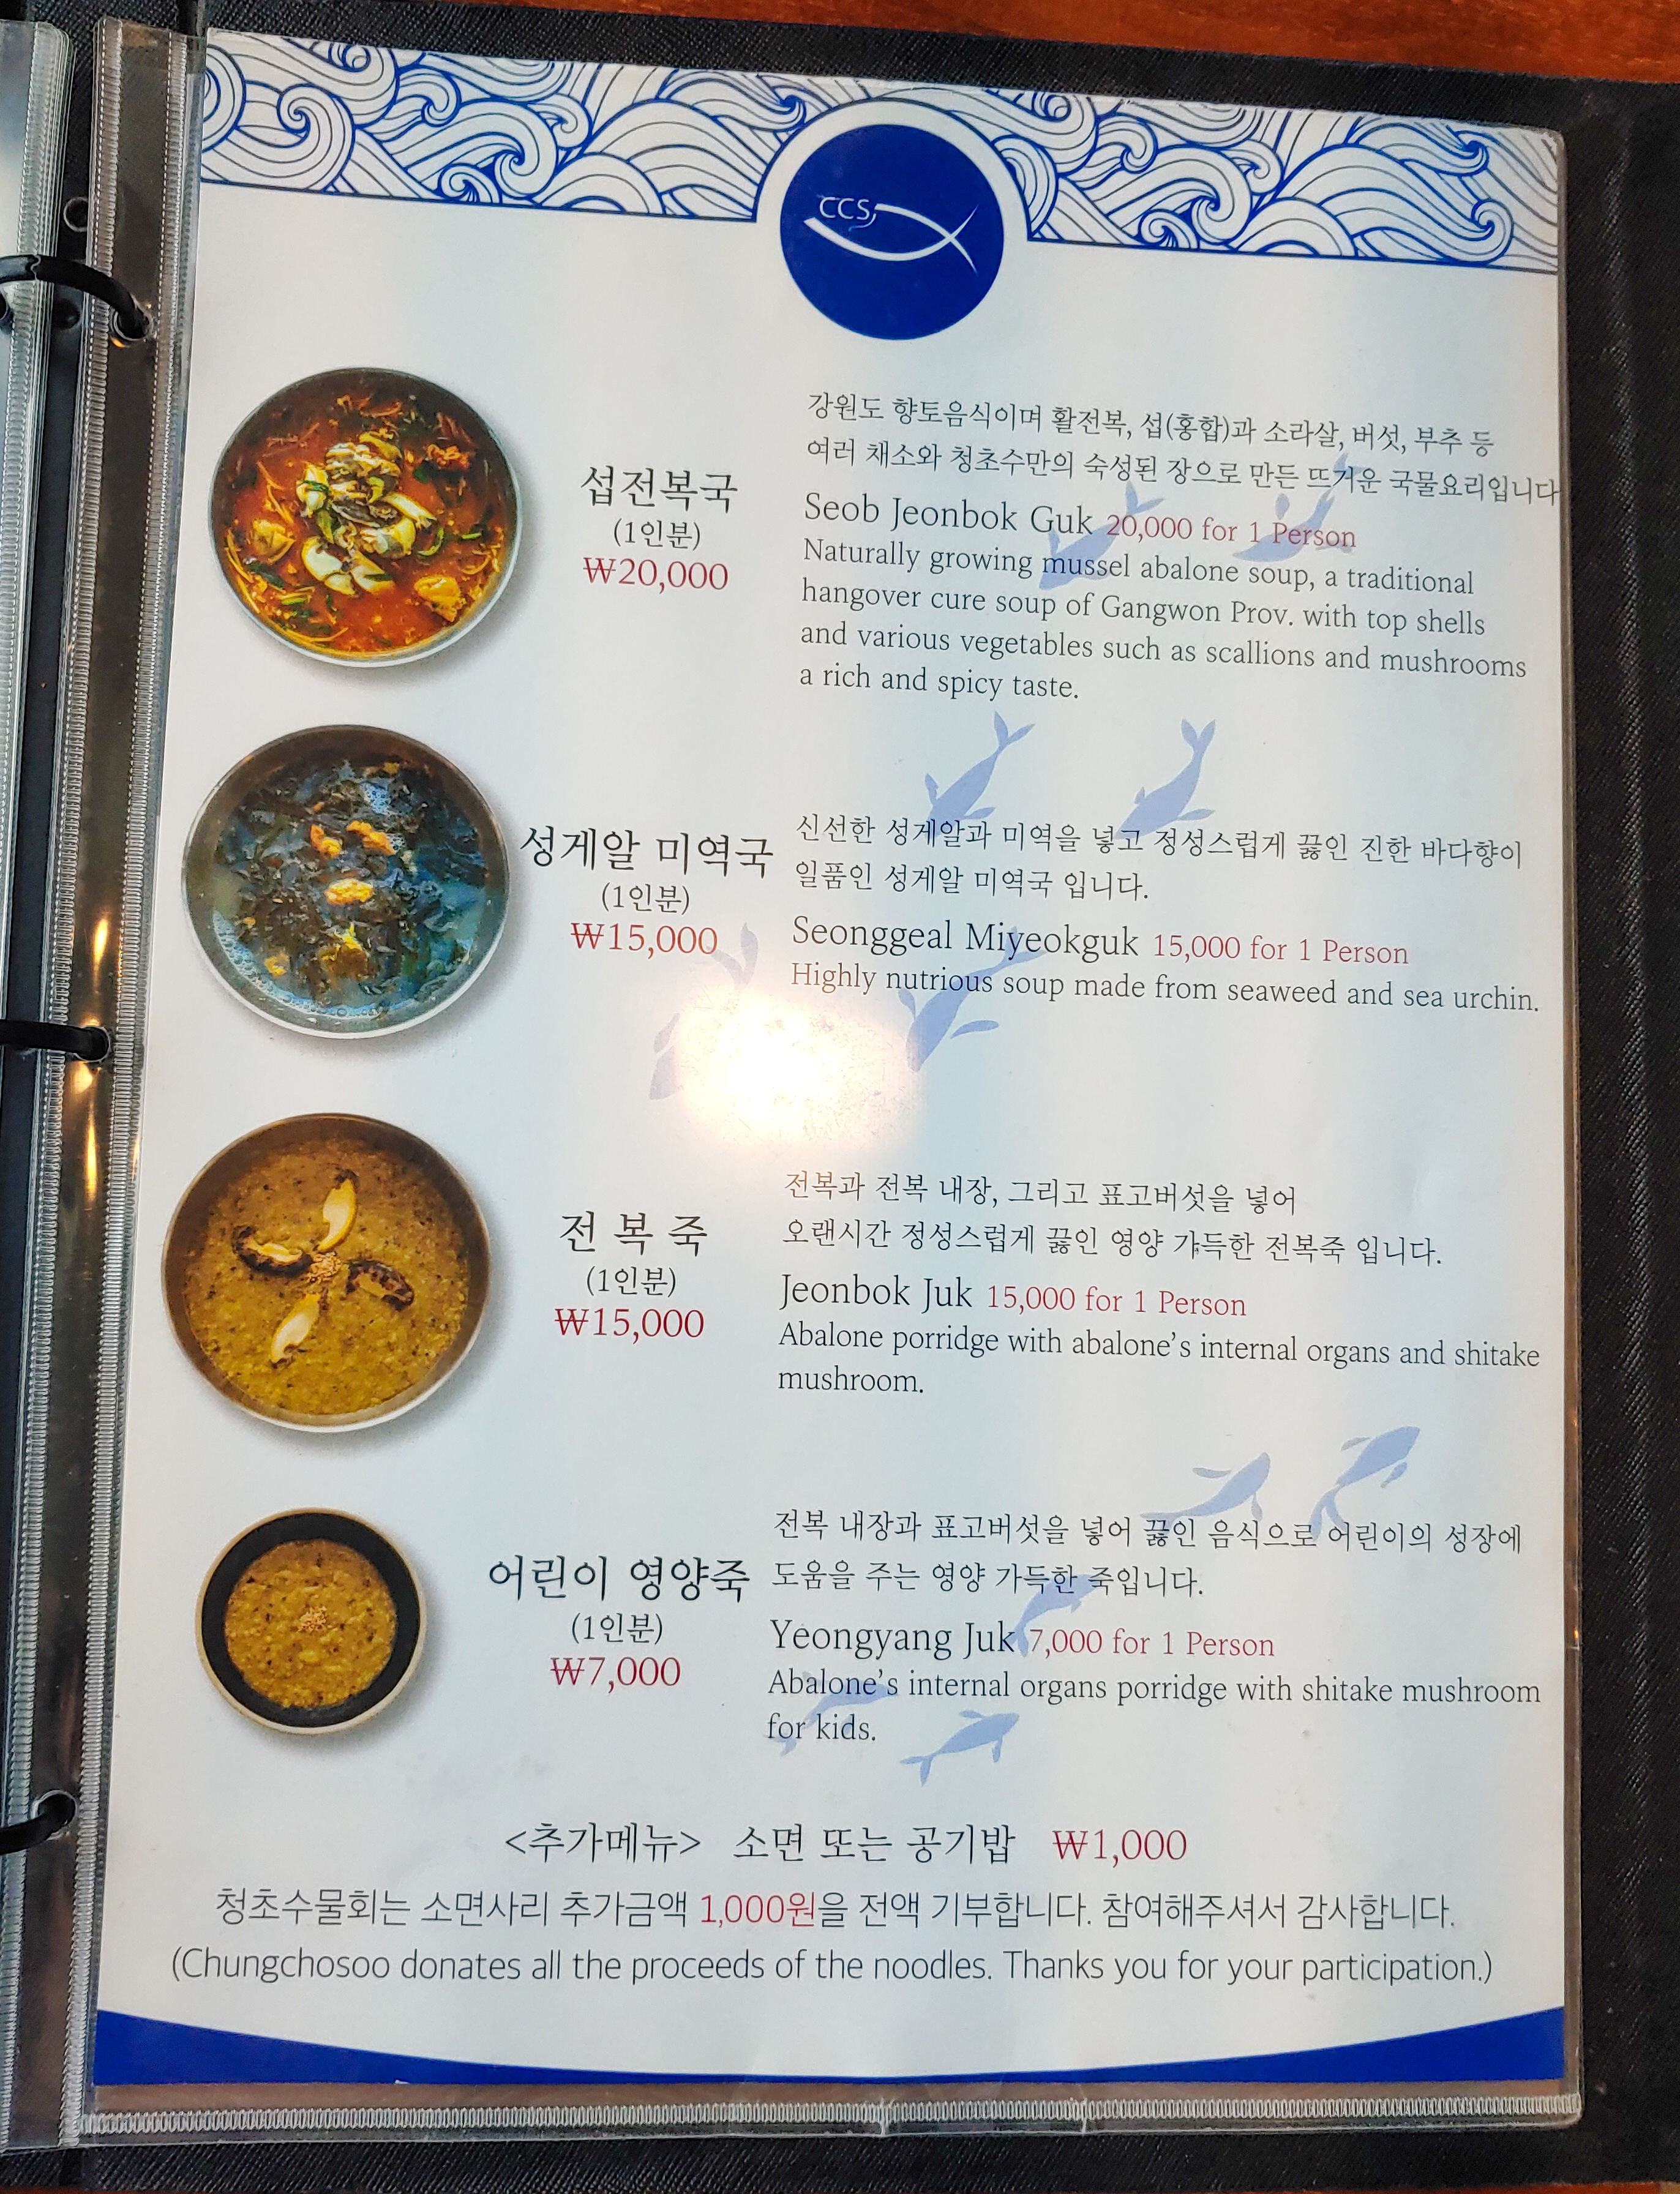 CCS
강원도 향토음식이며 활전복, 섭(홍합)과 소라살, 버섯, 부추 등
여러 채소와 청초수만의 숙성된 장으로 만든 뜨거운 국물요리입니다
섭전복국
(1인분)
₩20,000
Seob Jeonbok Guk 20,000 for 1 Person
Naturally growing mussel abalone soup, a traditional
hangover cure soup of Gangwon Prov. with top shells
and various vegetables such as scallions and mushrooms
a rich and spicy taste.
성게알 미역국
(1인분)
₩15,000
신선한 성게알과 미역을 넣고 정성스럽게 끓인 진한 바다향이
일품인 성게알 미역국 입니다.
Seonggeal Miyeokguk 15,000 for 1 Person
Highly nutrious soup made from seaweed and sea urchin.
전 복 죽
(1인분)
₩15,000
전복과 전복 내장, 그리고 표고버섯을 넣어
오랜시간 정성스럽게 끓인 영양 가득한 전복죽 입니다.
Jeonbok Juk 15,000 for 1 Person
Abalone porridge with abalone's internal organs and shitake
mushroom.
어린이 영양죽
(1인분)
₩7,000
전복 내장과 표고버섯을 넣어 끓인 음식으로 어린이의 성장에
도움을 주는 영양 가득한 죽입니다.
Yeongyang Juk 7,000 for 1 Person
Abalone's internal organs porridge with shitake mushroom
for kids.
<추가메뉴> 소면 또는 공기밥 ₩1,000
청초수물회는 소면사리 추가금액 1,000원을 전액 기부합니다. 참여해주셔서 감사합니다.
(Chungchosoo donates all the proceeds of the noodles. Thanks you for your participation.)